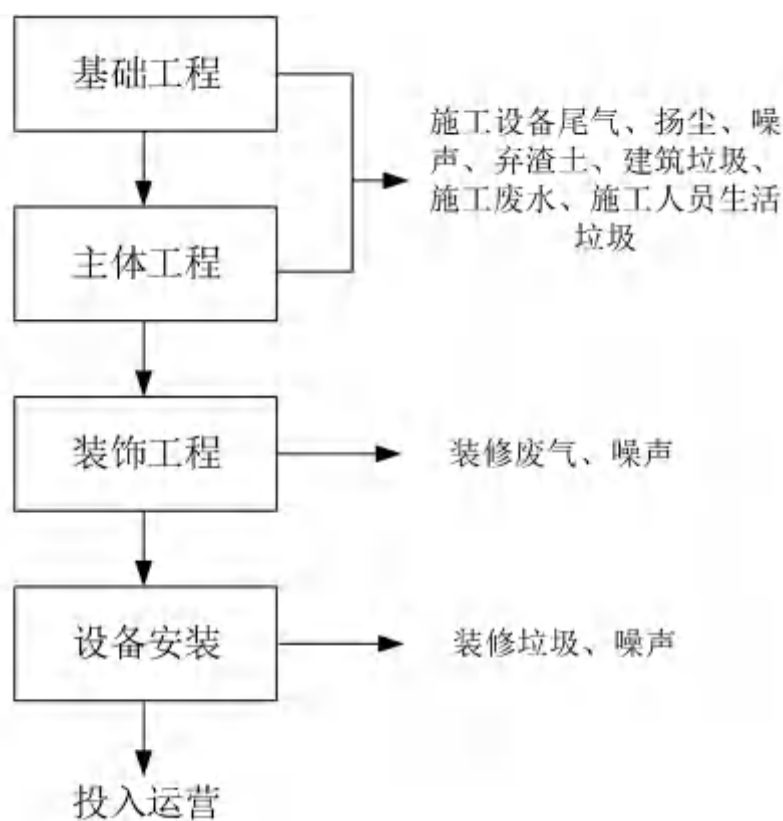 基础工程
施工设备尾气、扬尘、噪
声、弃渣土、建筑垃圾、
施工废水、施工人员生活
垃圾
主体工程
装饰工程
装修废气、噪声
设备安装
装修垃圾、噪声
投入运营